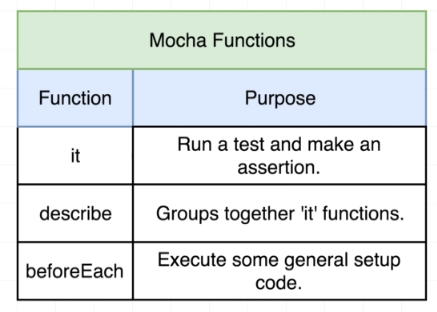 Mocha Functions
Function
Purpose
it
Run a test and make an
assertion.
describe
Groups together 'it' functions.
beforeEach
Execute some general setup
code.